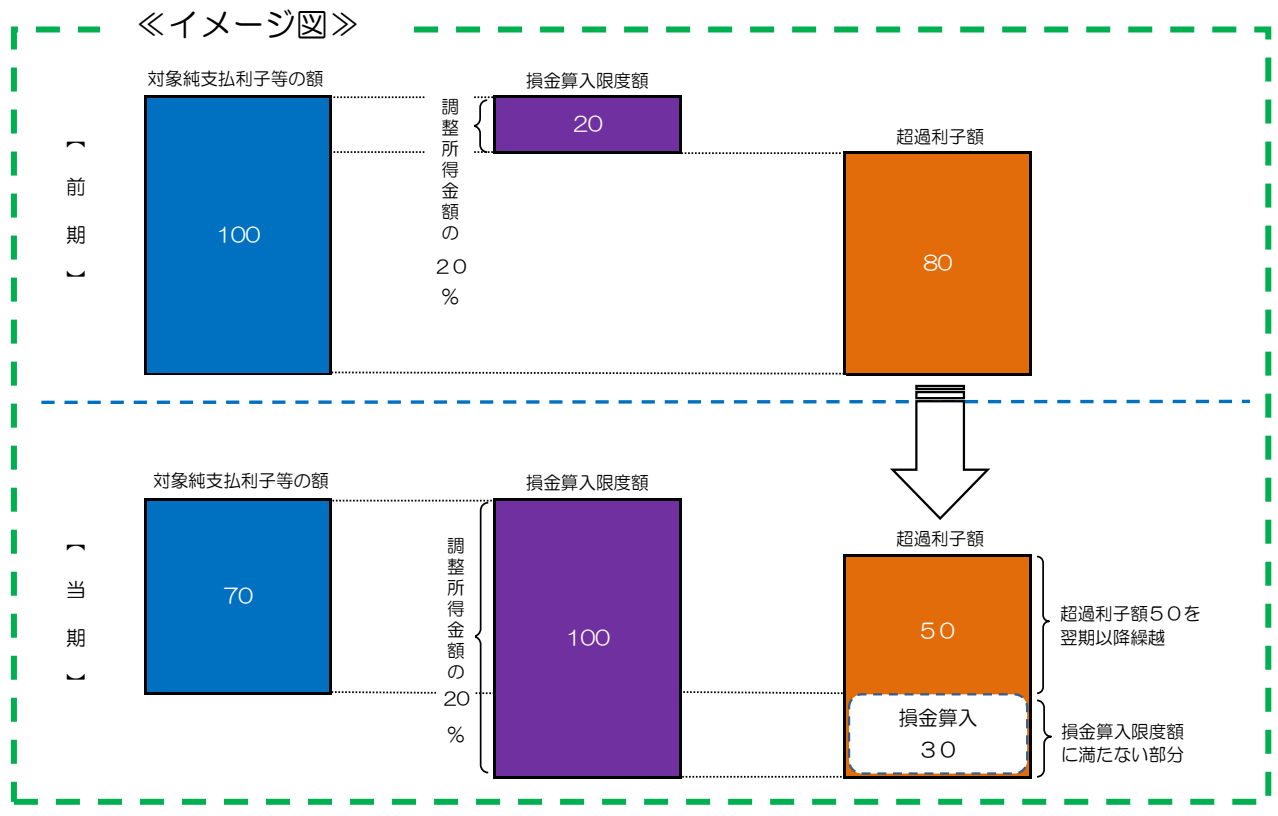 ≪イメージ図≫
【前期】
対象純支払利子等の額
100
調整所得金額の20%
損金算入限度額
20
超過利子額
80
【当期】
対象純支払利子等の額
70
調整所得金額の20%
損金算入限度額
100
超過利子額
50
損金算入
30
超過利子額50を
翌期以降繰越
損金算入限度額
に満たない部分